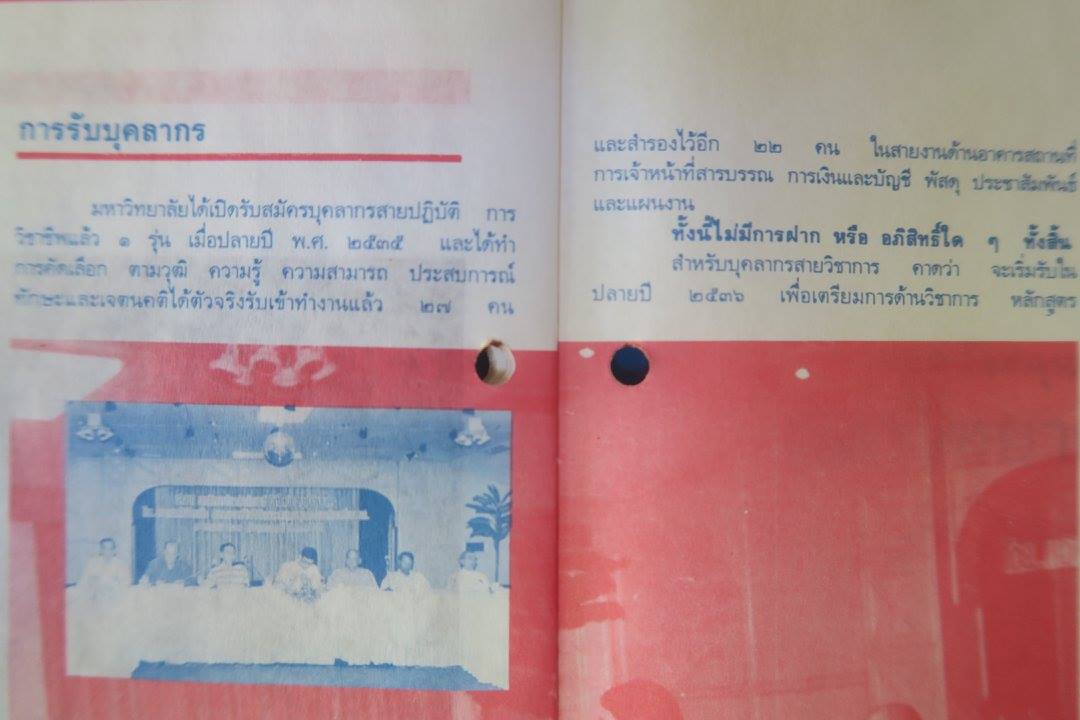 การรับบุคลากร
มหาวิทยาลัยได้เปิดรับสมัครบุคลากรสายปฏิบัติ การ
วิชาชีพแล้ว ๑ รุ่น เมื่อปลายปี พ.ศ. ๒๕๓๕ และได้ทำ
การคัดเลือก ตามวุฒิ ความรู้ ความสามารถ ประสบการณ์
ทักษะและเจตนคติได้ตัวจริงรับเข้าทำงานแล้ว ๒๗ คน
และสำรองไว้อีก ๒๒ คน ในสายงานด้านอาคารสถานที่
การเจ้าหน้าที่สารบรรณ การเงินและบัญชี พัสดุ ประชาสัมพันธ์
และแผนงาน
ทั้งนี้ไม่มีการฝาก หรือ อภิสิทธิ์ใด ๆ ทั้งสิ้น
สำหรับบุคลากรสายวิชาการ คาดว่า จะเริ่มรับใน
ปลายปี ๒๕๓๖ เพื่อเตรียมการด้านวิชาการ หลักสูตร